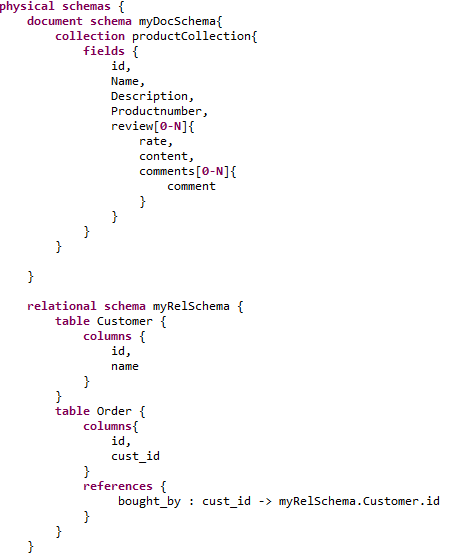 physical schemas {
    document schema myDocSchema{
        collection productCollection{
            fields {
                id,
                Name,
                Description,
                Productnumber,
                review[0-N]{
                    rate,
                    content,
                    comments[0-N]{
                        comment
                    }
                }
            }
        }

    }

    relational schema myRelSchema {
        table Customer {
            columns {
                id,
                name
            }
        }
        table Order {
            columns{
                id,
                cust_id
            }
            references {
                 bought_by : cust_id -> myRelSchema.Customer.id
            }
        }
    }